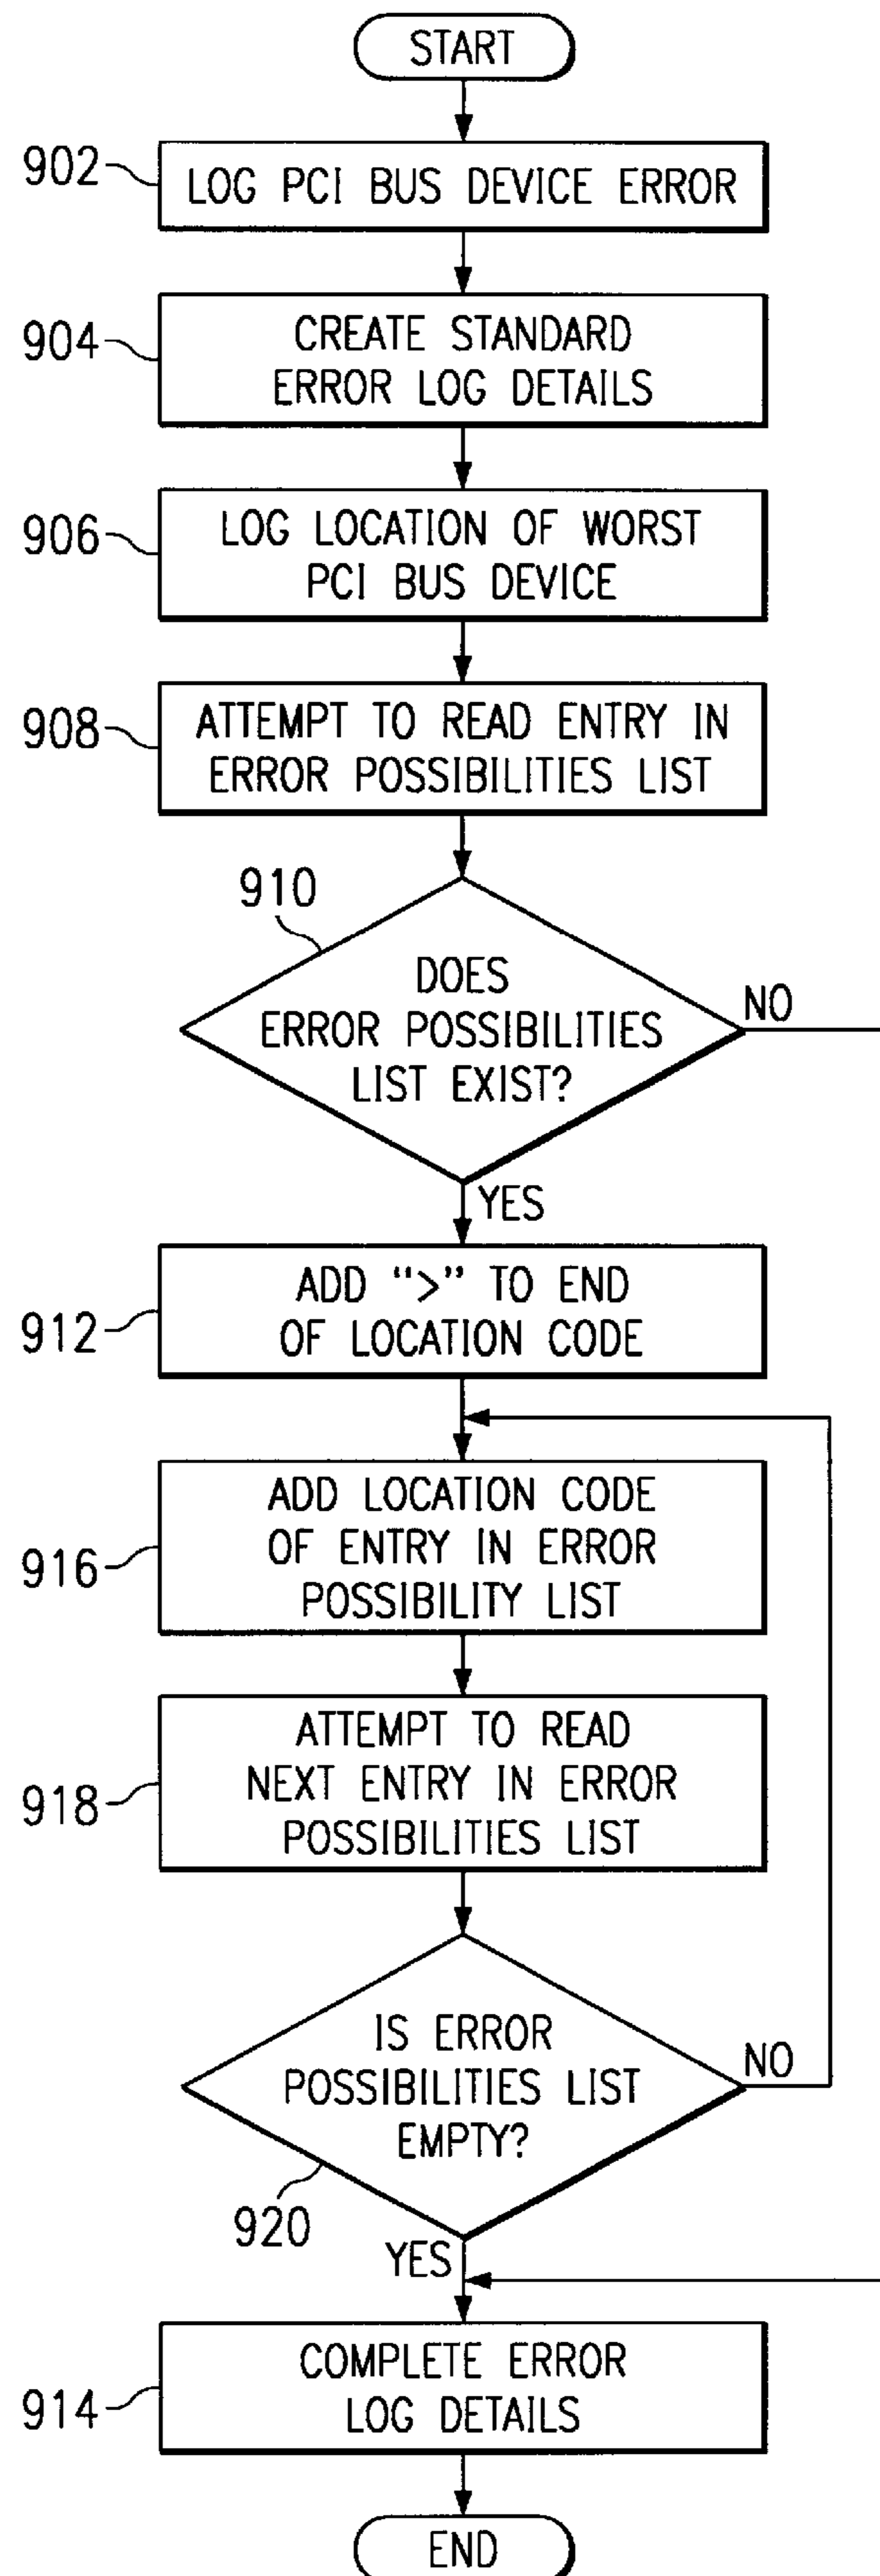 START
902
LOG PCI BUS DEVICE ERROR
904
CREATE STANDARD
ERROR LOG DETAILS
906
LOG LOCATION OF WORST
PCI BUS DEVICE
908
ATTEMPT TO READ ENTRY IN
ERROR POSSIBILITIES LIST
910
DOES
ERROR POSSIBILITIES
LIST EXIST?
NO
YES
912
ADD “>” TO END
OF LOCATION CODE
916
ADD LOCATION CODE
OF ENTRY IN ERROR
POSSIBILITY LIST
918
ATTEMPT TO READ
NEXT ENTRY IN ERROR
POSSIBILITIES LIST
IS ERROR
POSSIBILITIES LIST
EMPTY?
NO
920
YES
914
COMPLETE ERROR
LOG DETAILS
END